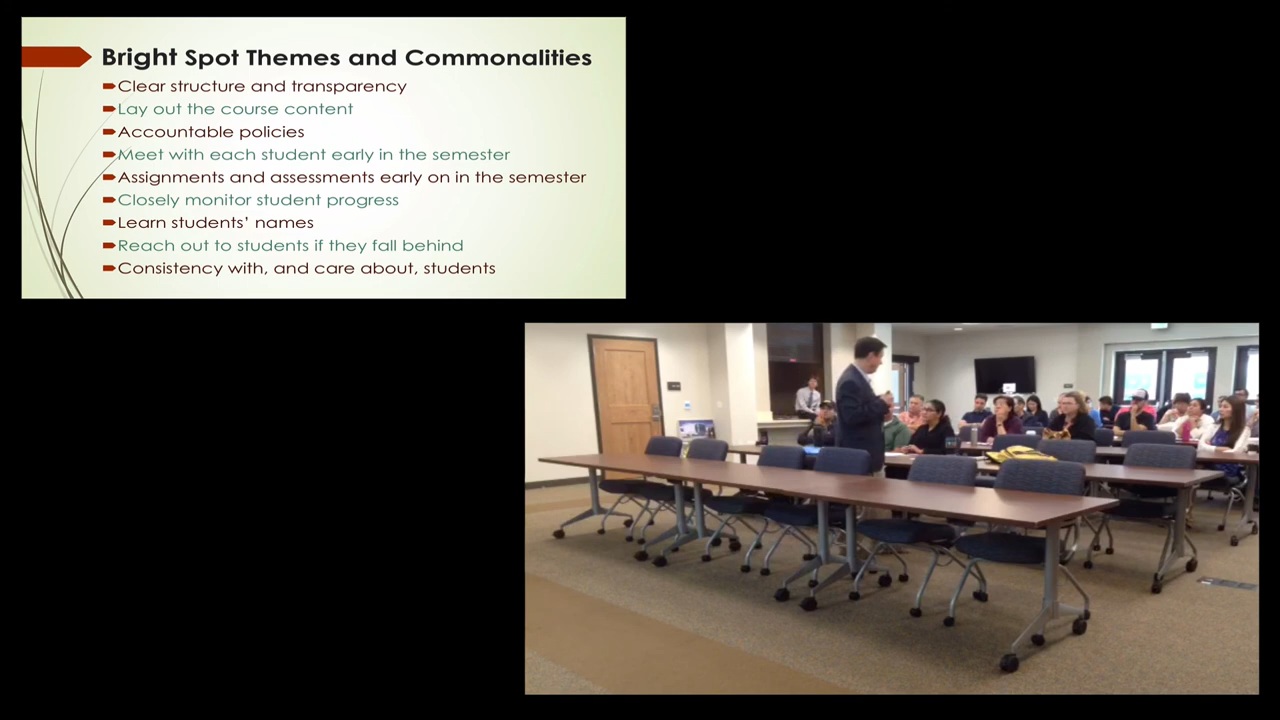 Bright Spot Themes and Commonalities
Clear structure and transparency
Lay out the course content
Accountable policies
Meet with each student early in the semester
Assignments and assessments early on in the semester
Closely monitor student progress
Learn students’ names
Reach out to students if they fall behind
Consistency with, and care about, students